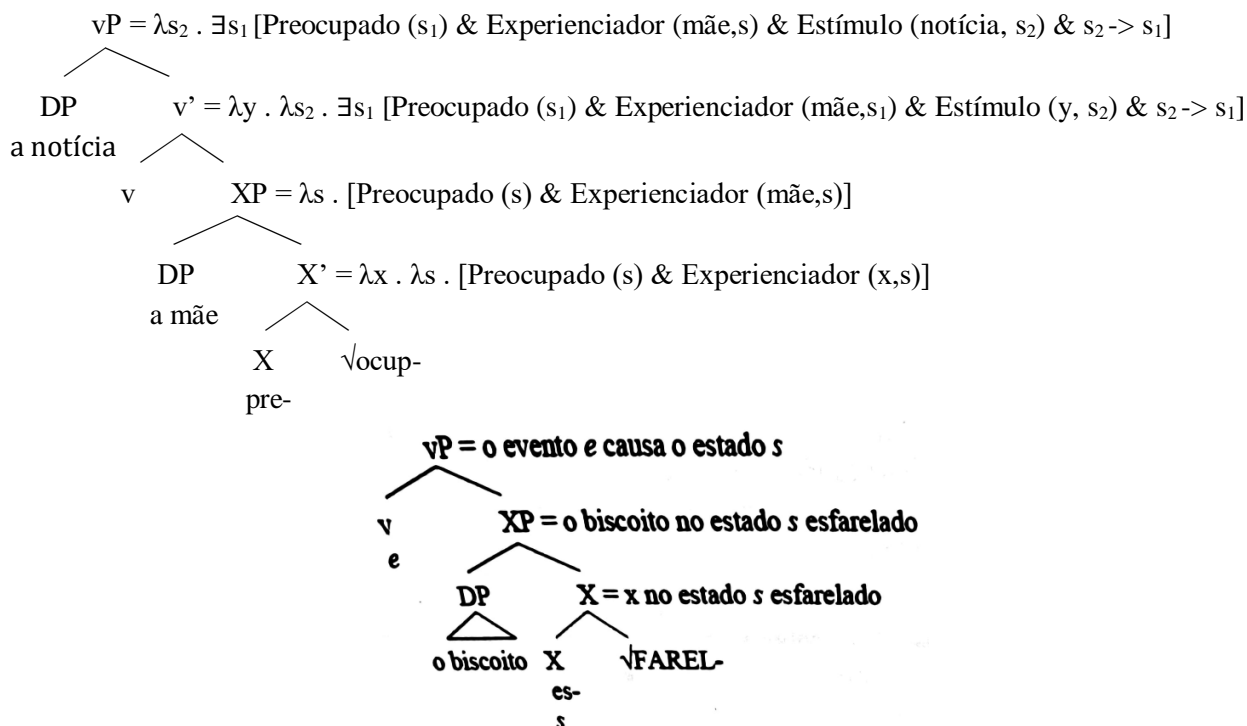 vP = λs₂ . ∃s₁ [Preocupado (s₁) & Experienciador (mãe,s) & Estímulo (notícia, s₂) & s₂ -> s₁]
DP v’ = λy . λs₂ . ∃s₁ [Preocupado (s₁) & Experienciador (mãe,s₁) & Estímulo (y, s₂) & s₂ -> s₁]
a notícia
v XP = λs . [Preocupado (s) & Experienciador (mãe,s)]
DP X’ = λx . λs . [Preocupado (s) & Experienciador (x,s)]
a mãe
X √ocup-
pre-
vP = o evento e causa o estado s
v XP = o biscoito no estado s esfarelado
e
DP X = x no estado s esfarelado
o biscoito X √FAREL-
es-
s